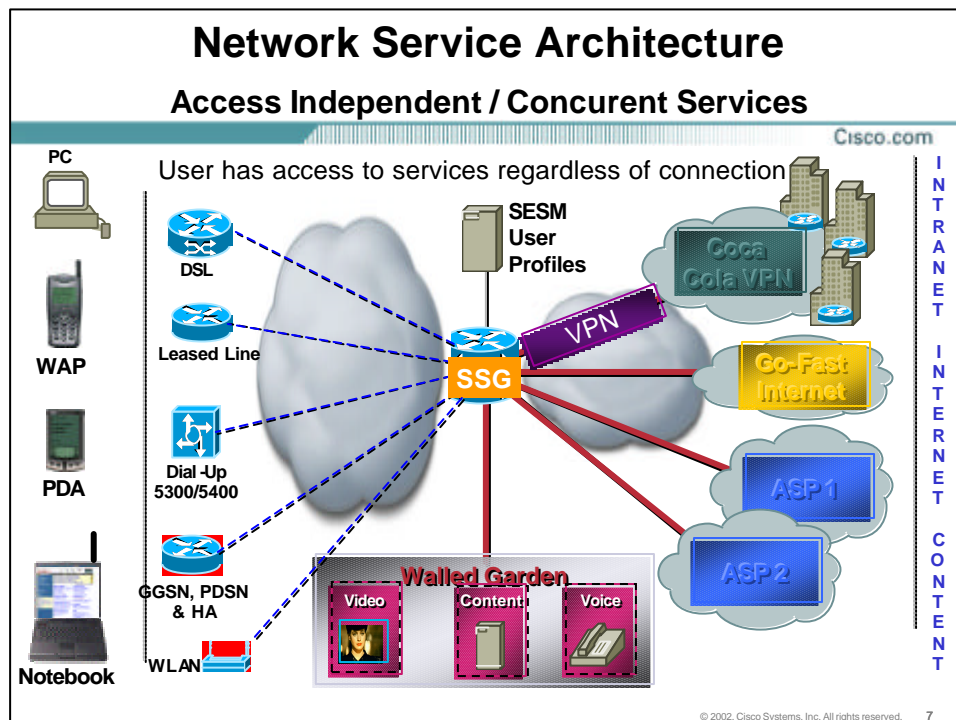 Network Service Architecture
Access Independent / Concurent Services
Cisco.com
PC
User has access to services regardless of connection
SESM
User
Profiles
DSL
Leased Line
WAP
Dial -Up
5300/5400
PDA
GGSN, PDSN
& HA
WLAN
Notebook
SSG
VPN
Coca
Cola VPN
Go-Fast
Internet
ASP 1
ASP 2
Walled Garden
Video
Content
Voice
INTRANET INTERNET CONTENT
© 2002, Cisco Systems, Inc. All rights reserved. 7